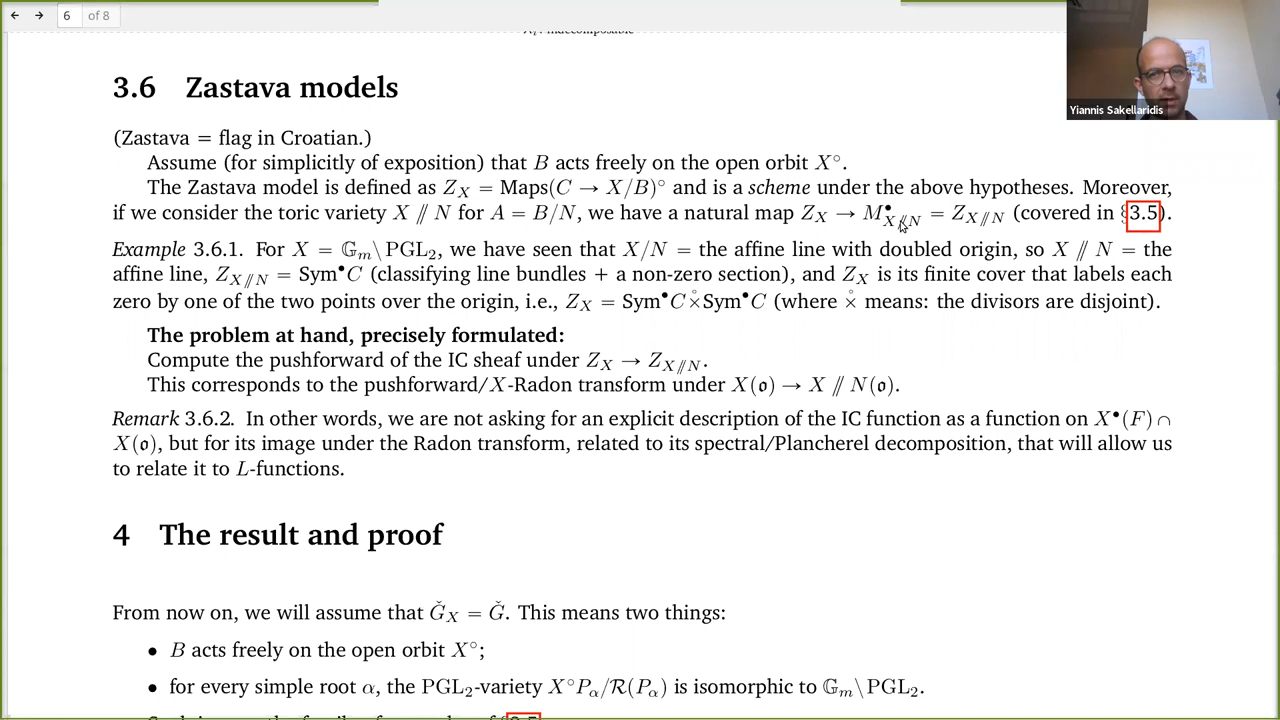 6 of 8
3.6 Zastava models
(Zastava = flag in Croatian.)
Assume (for simplicitly of exposition) that B acts freely on the open orbit X°.
The Zastava model is defined as Z_X = Maps(C → X/B)° and is a scheme under the above hypotheses. Moreover,
if we consider the toric variety X // N for A = B/N, we have a natural map Z_X → M^•_{X//N} = Z_{X//N} (covered in §3.5).
Example 3.6.1. For X = 𝔾_m\ PGL₂, we have seen that X/N = the affine line with doubled origin, so X // N = the
affine line, Z_{X//N} = Sym^•C (classifying line bundles + a non-zero section), and Z_X is its finite cover that labels each
zero by one of the two points over the origin, i.e., Z_X = Sym^•C ×̊ Sym^•C (where ×̊ means: the divisors are disjoint).
The problem at hand, precisely formulated:
Compute the pushforward of the IC sheaf under Z_X → Z_{X//N}.
This corresponds to the pushforward/X-Radon transform under X(𝔬) → X // N(𝔬).
Remark 3.6.2. In other words, we are not asking for an explicit description of the IC function as a function on X^•(F) ∩
X(𝔬), but for its image under the Radon transform, related to its spectral/Plancherel decomposition, that will allow us
to relate it to L-functions.
4 The result and proof
From now on, we will assume that Ǧ_X = Ǧ. This means two things:
• B acts freely on the open orbit X°;
• for every simple root α, the PGL₂-variety X°P_α/ℛ(P_α) is isomorphic to 𝔾_m\ PGL₂.
Yiannis Sakellaridis